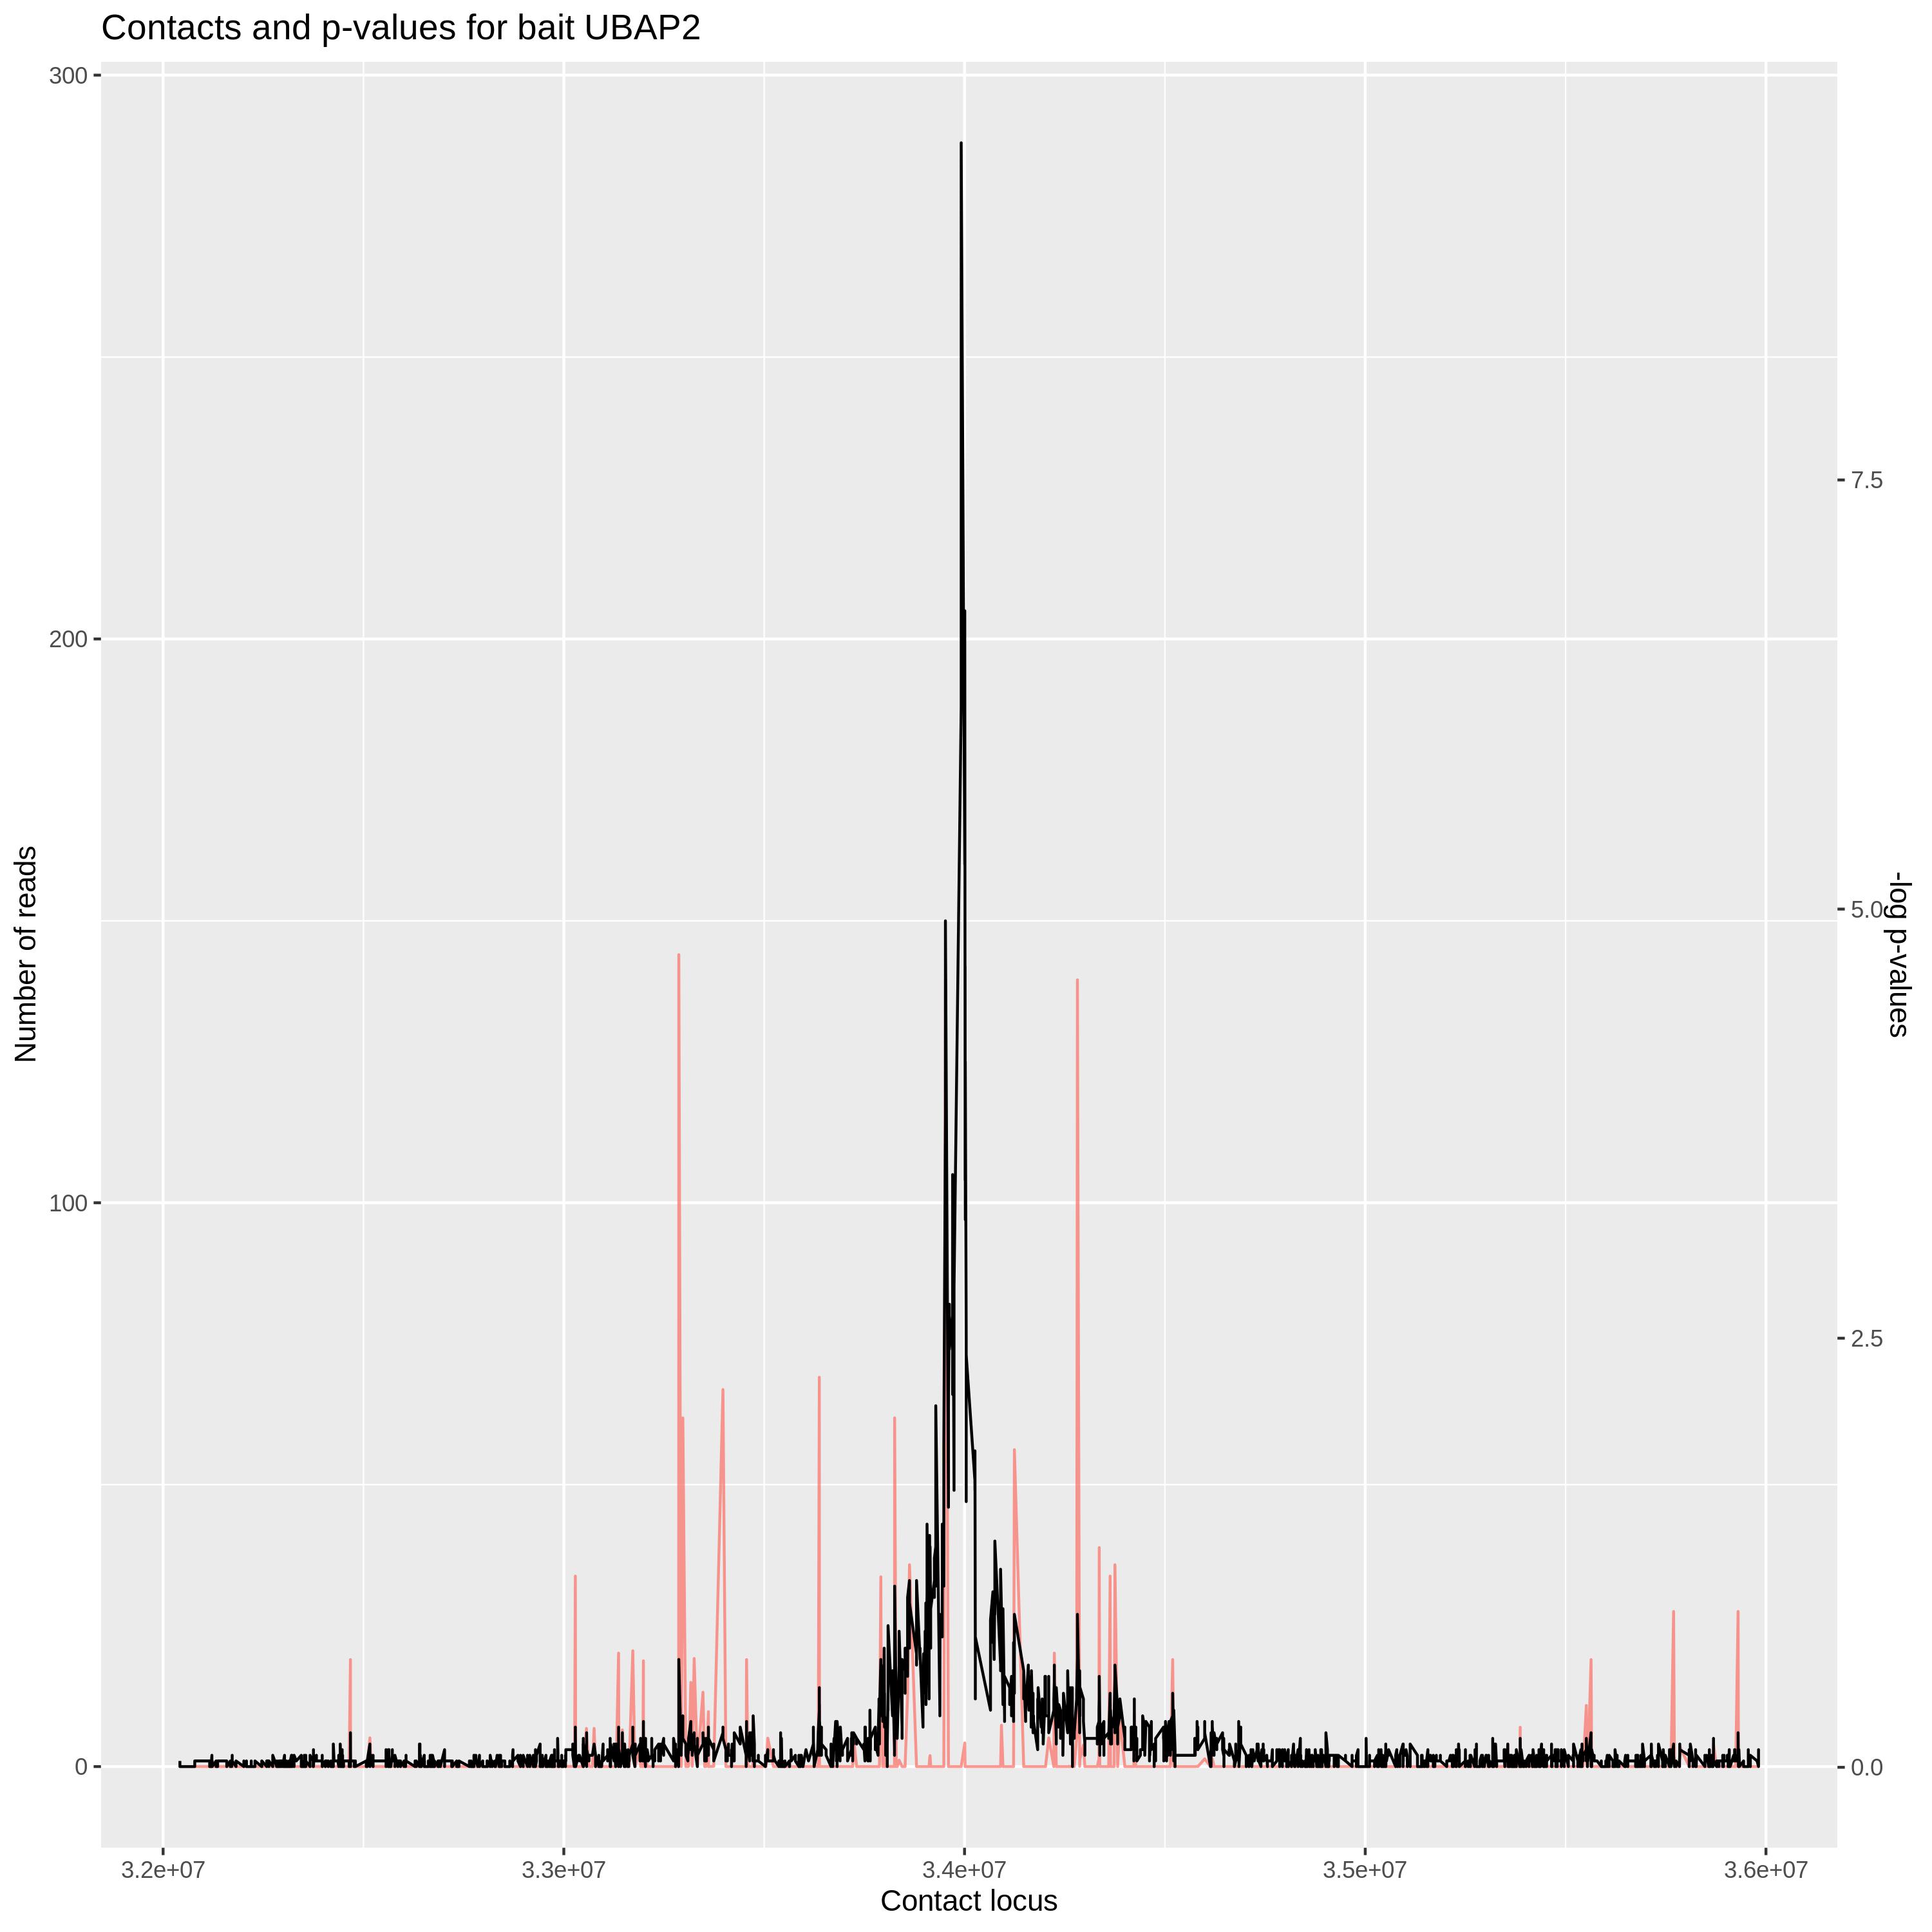 Contacts and p-values for bait UBAP2
300
200
100
0
Number of reads
7.5
5.0
2.5
0.0
-log p-values
3.2e+07 3.3e+07 3.4e+07 3.5e+07 3.6e+07
Contact locus